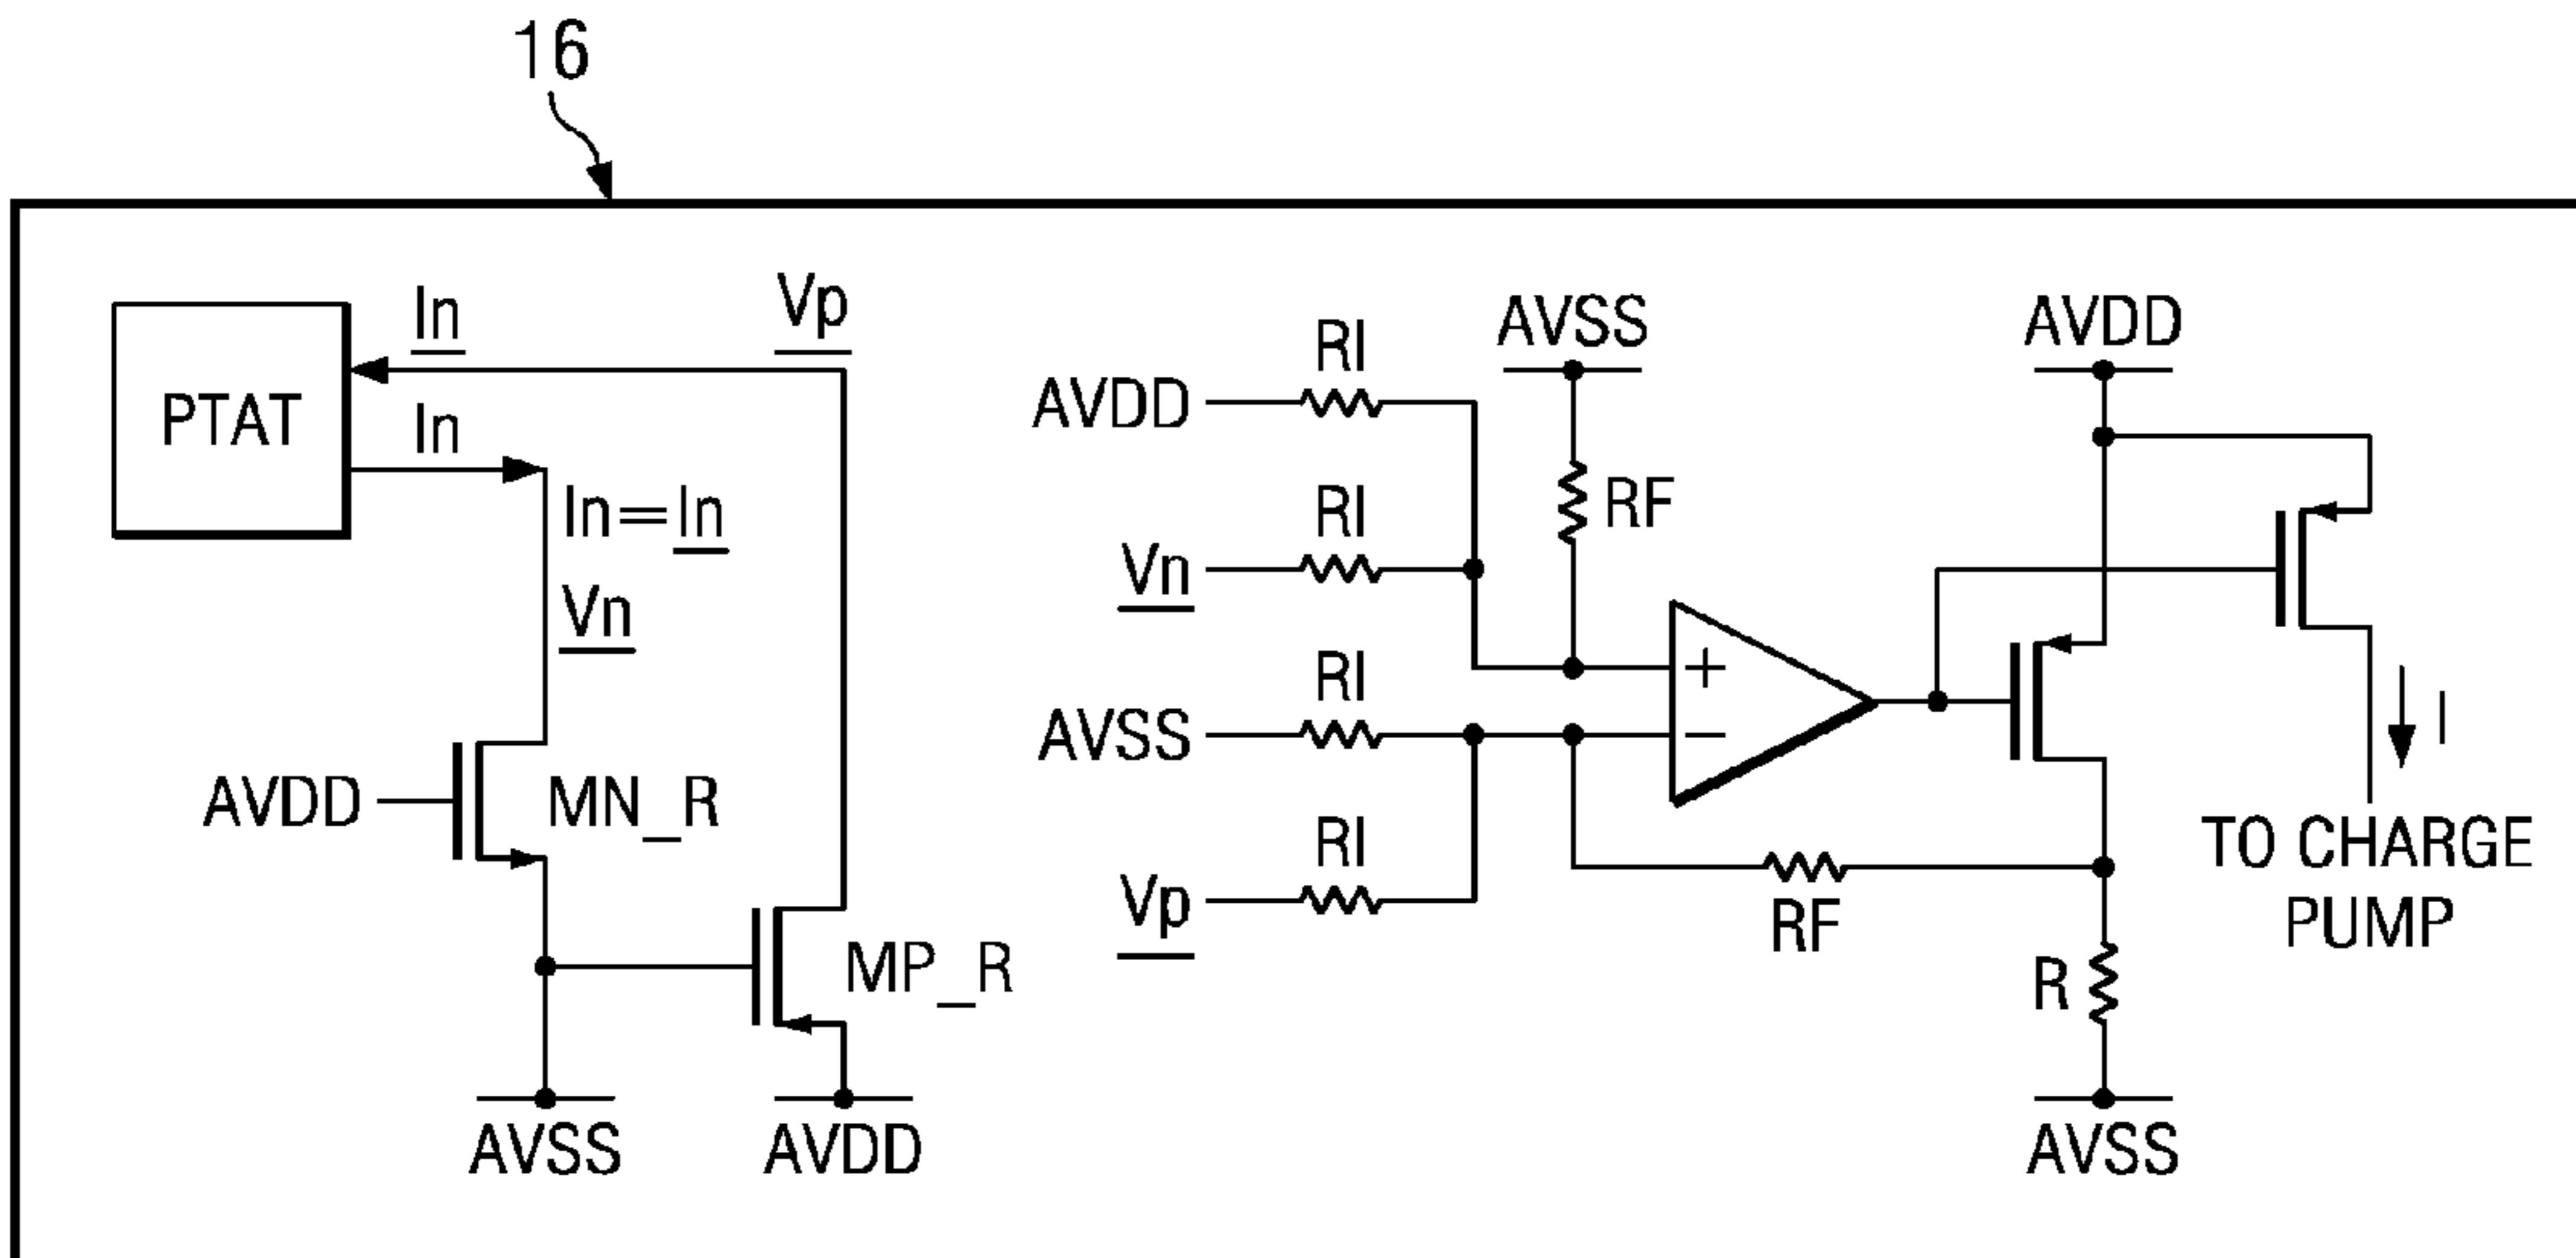 16
In
Vp
PTAT
In
In=In
Vn
AVDD
MN_R
MP_R
AVSS
AVDD
AVDD
RI
AVSS
RF
Vn
RI
AVSS
RI
Vp
RI
+
−
RF
AVDD
I
TO CHARGE
PUMP
R
AVSS